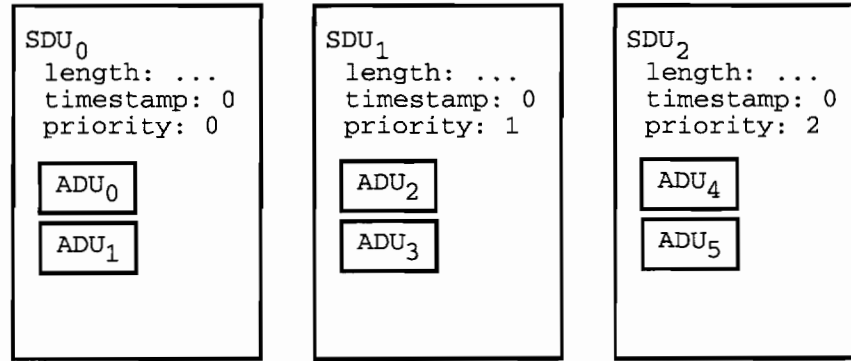 SDU0
length: ...
timestamp: 0
priority: 0
ADU0
ADU1
SDU1
length: ...
timestamp: 0
priority: 1
ADU2
ADU3
SDU2
length: ...
timestamp: 0
priority: 2
ADU4
ADU5